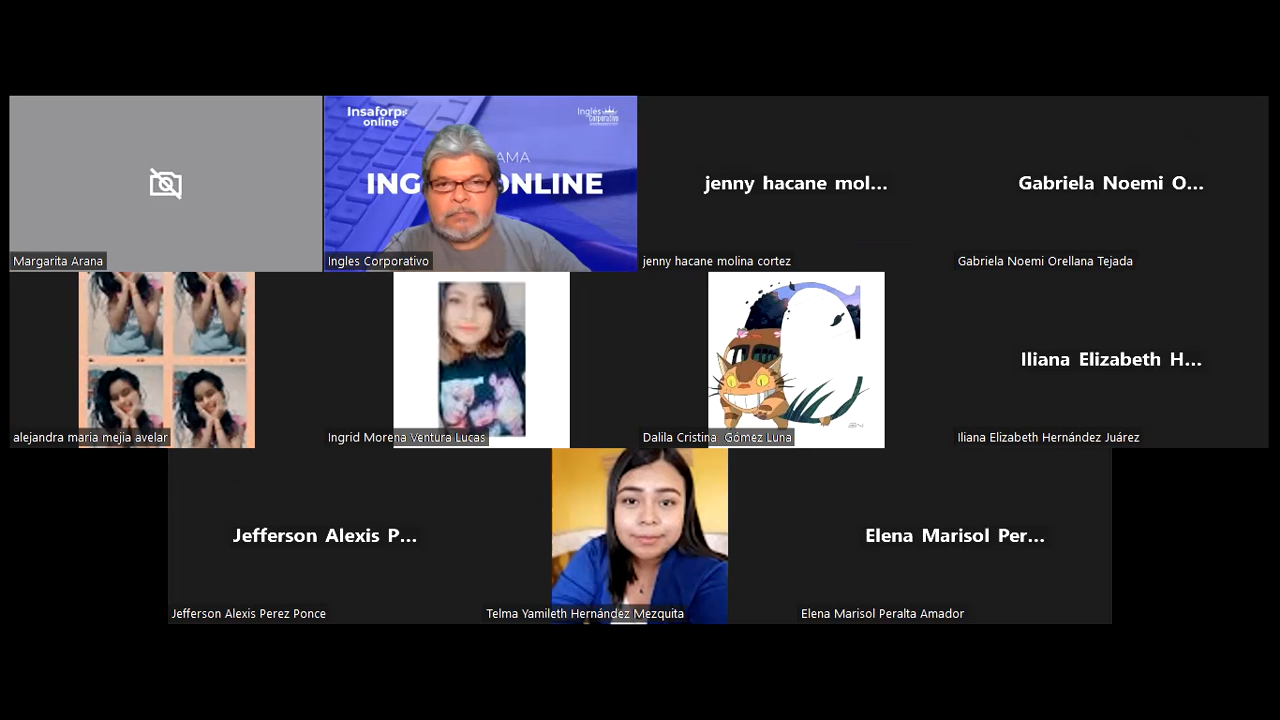 Insaforp
online
Inglés
corporativo
AMA
ING ONLINE
jenny hacane mol...
Gabriela Noemi O...
Margarita Arana
Ingles Corporativo
jenny hacane molina cortez
Gabriela Noemi Orellana Tejada
Iliana Elizabeth H...
alejandra maria mejia avelar
Ingrid Morena Ventura Lucas
Dalila Cristina Gómez Luna
Iliana Elizabeth Hernández Juárez
Jefferson Alexis P...
Elena Marisol Per...
Jefferson Alexis Perez Ponce
Telma Yamileth Hernández Mezquita
Elena Marisol Peralta Amador